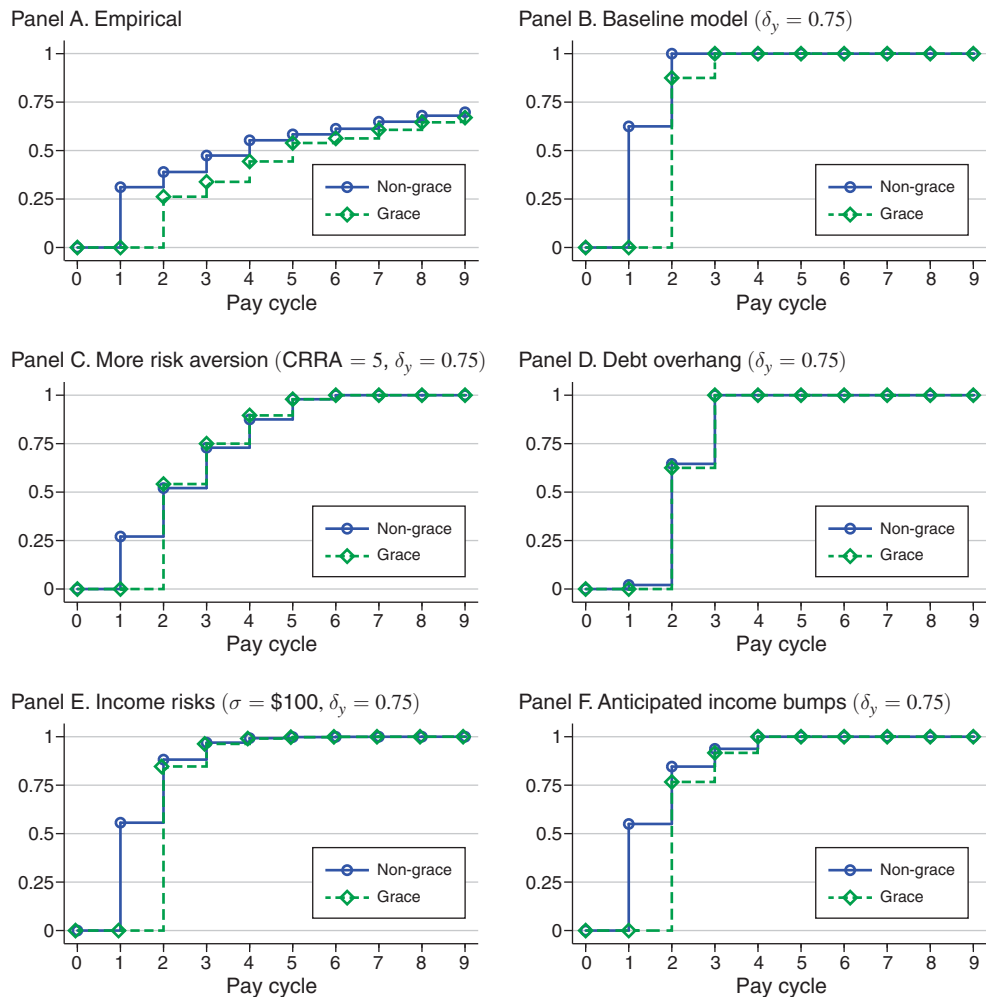 Panel A. Empirical
1
0.75
0.5
0.25
0
Non-grace
Grace
0 1 2 3 4 5 6 7 8 9
Pay cycle
Panel B. Baseline model (δy = 0.75)
1
0.75
0.5
0.25
0
Non-grace
Grace
0 1 2 3 4 5 6 7 8 9
Pay cycle
Panel C. More risk aversion (CRRA = 5, δy = 0.75)
1
0.75
0.5
0.25
0
Non-grace
Grace
0 1 2 3 4 5 6 7 8 9
Pay cycle
Panel D. Debt overhang (δy = 0.75)
1
0.75
0.5
0.25
0
Non-grace
Grace
0 1 2 3 4 5 6 7 8 9
Pay cycle
Panel E. Income risks (σ = $100, δy = 0.75)
1
0.75
0.5
0.25
0
Non-grace
Grace
0 1 2 3 4 5 6 7 8 9
Pay cycle
Panel F. Anticipated income bumps (δy = 0.75)
1
0.75
0.5
0.25
0
Non-grace
Grace
0 1 2 3 4 5 6 7 8 9
Pay cycle